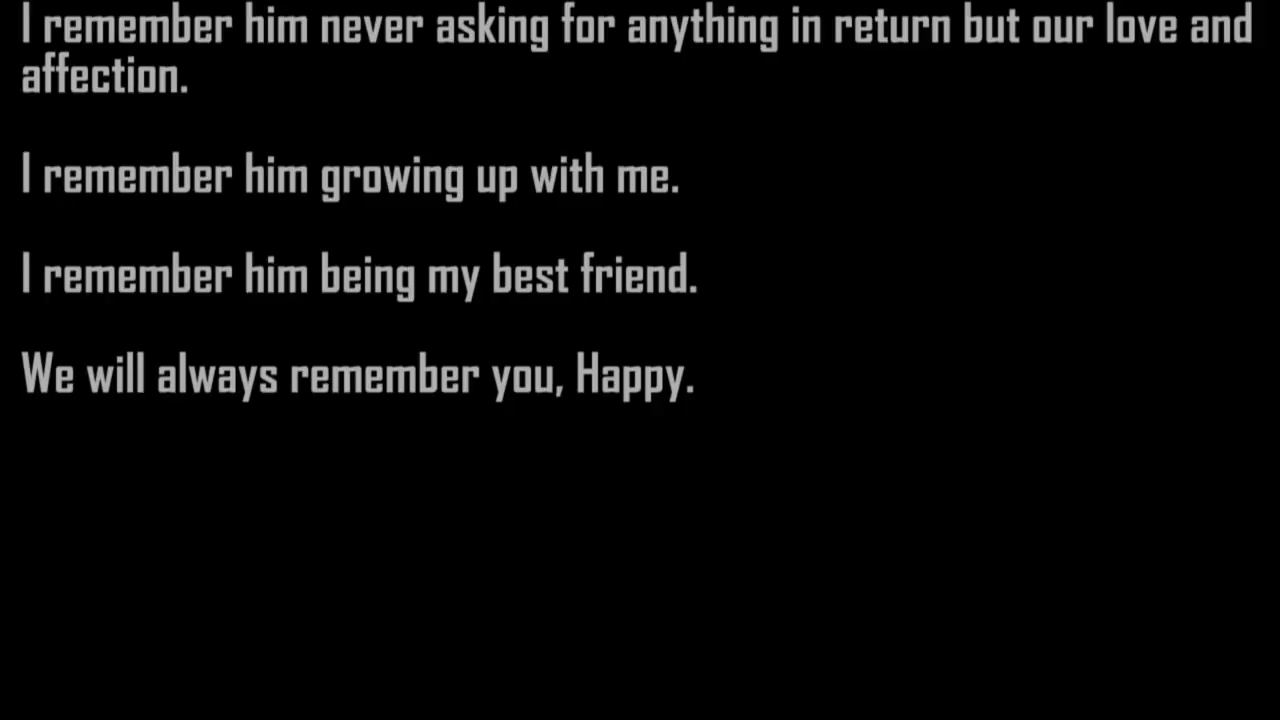 I remember him never asking for anything in return but our love and
affection.
I remember him growing up with me.
I remember him being my best friend.
We will always remember you, Happy.